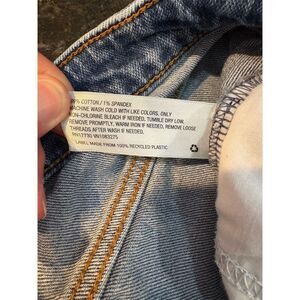 99% COTTON / 1% SPANDEX
MACHINE WASH COLD WITH LIKE COLORS, ONLY
NON-CHLORINE BLEACH IF NEEDED, TUMBLE DRY LOW,
REMOVE PROMPTLY, WARM IRON IF NEEDED, REMOVE LOOSE
THREADS AFTER WASH IF NEEDED.
LABEL MADE FROM 100% RECYCLED PLASTIC